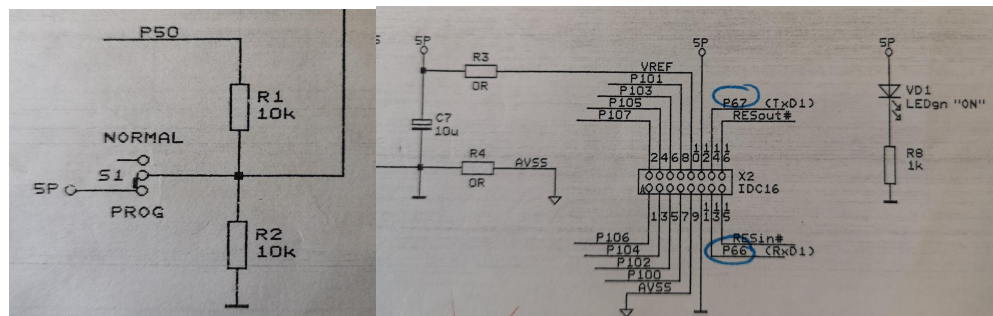 P50
R1
10k
NORMAL
S1
5P
PROG
R2
10k
5P
R3
0R
VREF
P101
P103
P105
P107
C7
10u
R4
0R
AVSS
5P
P67 (TxD1)
RESout#
2 4 6 8 10 12 14 16
X2
IDC16
1 3 5 7 9 11 13 15
P106
P104
P102
P100
AVSS
RESin#
P66 (RxD1)
5P
VD1
LEDgn "ON"
R8
1k